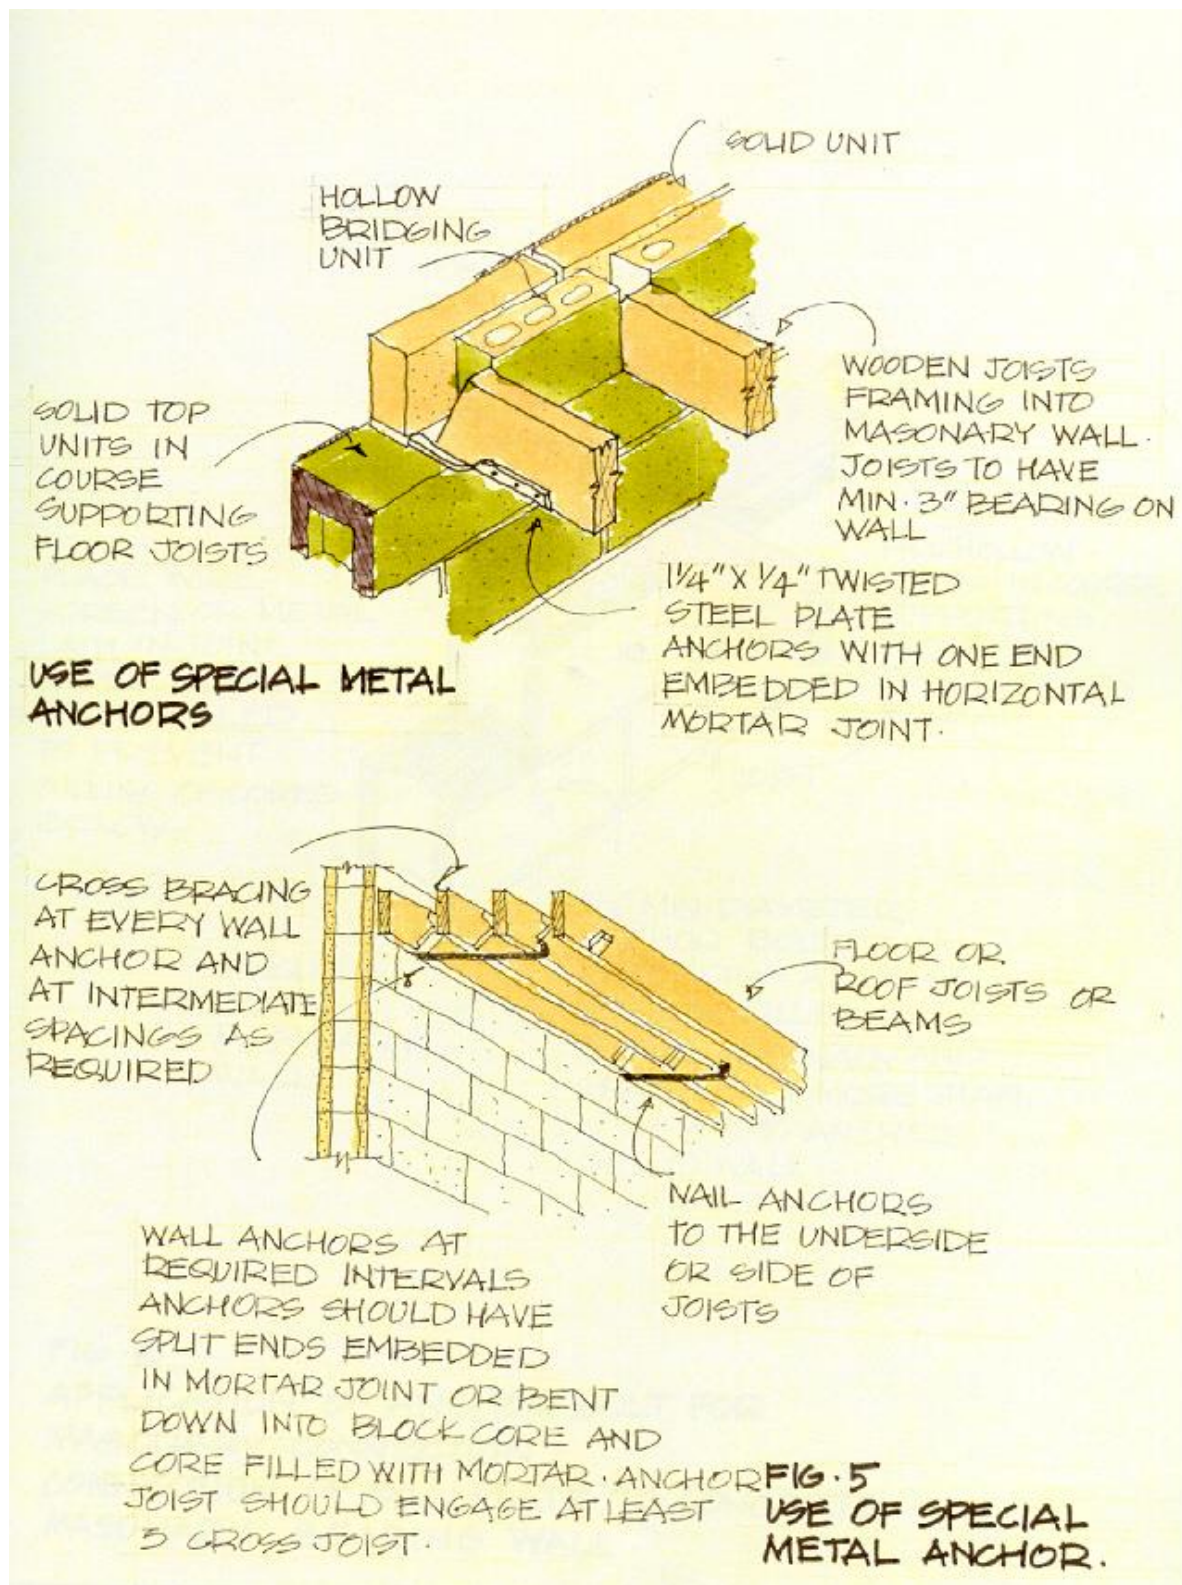 SOLID UNIT
HOLLOW
BRIDGING
UNIT
WOODEN JOISTS
FRAMING INTO
MASONARY WALL.
JOISTS TO HAVE
MIN. 3" BEARING ON
WALL
SOLID TOP
UNITS IN
COURSE
SUPPORTING
FLOOR JOISTS
1 1/4" X 1/4" TWISTED
STEEL PLATE
ANCHORS WITH ONE END
EMBEDDED IN HORIZONTAL
MORTAR JOINT.
USE OF SPECIAL METAL
ANCHORS
CROSS BRACING
AT EVERY WALL
ANCHOR AND
AT INTERMEDIATE
SPACINGS AS
REQUIRED
FLOOR OR
ROOF JOISTS OR
BEAMS
NAIL ANCHORS
TO THE UNDERSIDE
OR SIDE OF
JOISTS
WALL ANCHORS AT
REQUIRED INTERVALS
ANCHORS SHOULD HAVE
SPLIT ENDS EMBEDDED
IN MORTAR JOINT OR BENT
DOWN INTO BLOCK CORE AND
CORE FILLED WITH MORTAR. ANCHOR
JOIST SHOULD ENGAGE AT LEAST
3 CROSS JOIST.
FIG. 5
USE OF SPECIAL
METAL ANCHOR.